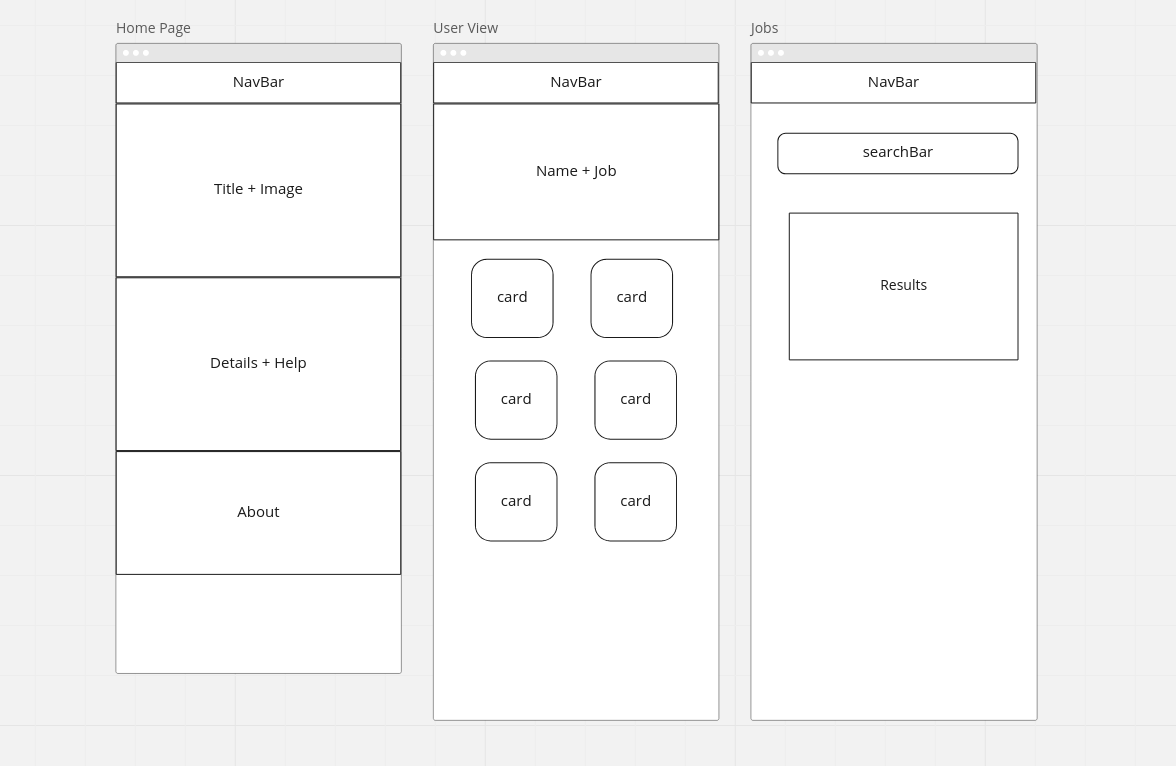 Home Page
NavBar
Title + Image
Details + Help
About
User View
NavBar
Name + Job
card
card
card
card
card
card
Jobs
NavBar
searchBar
Results